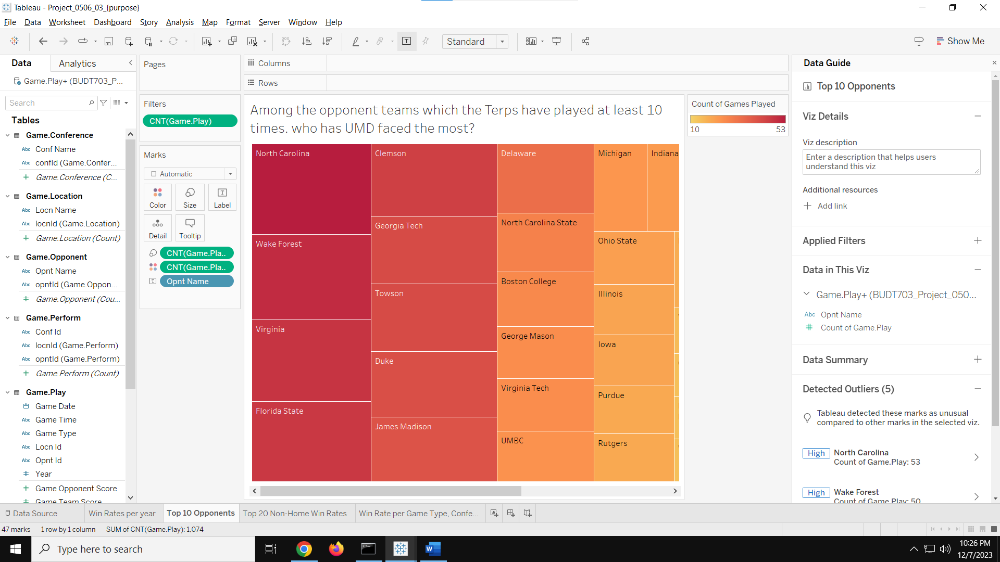 Tableau - Project_0506_03_{purpose}
File Data Worksheet Dashboard Story Analysis Map Format Server Window Help
Standard
Show Me
Data Analytics
Game.Play+ (BUDT703_P...
Search
Tables
Game.Conference
Abc Conf Name
Abc confId (Game.Confer...
# Game.Conference (C...
Game.Location
Abc Locn Name
Abc locnId (Game.Location)
# Game.Location (Count)
Game.Opponent
Abc Opnt Name
Abc opntId (Game.Oppon...
# Game.Opponent (Cou...
Game.Perform
Abc Conf Id
Abc locnId (Game.Perform)
Abc opntId (Game.Perform)
# Game.Perform (Count)
Game.Play
Game Date
Abc Game Time
Abc Game Type
Abc Locn Id
Abc Opnt Id
# Year
# Game Opponent Score
# Game Team Score
Pages
Filters
CNT(Game.Play)
Marks
Automatic
Color Size Label
Detail Tooltip
CNT(Game.Pla..
CNT(Game.Pla..
Opnt Name
Columns
Rows
Among the opponent teams which the Terps have played at least 10
times. who has UMD faced the most?
North Carolina
Wake Forest
Virginia
Florida State
Clemson
Georgia Tech
Towson
Duke
James Madison
Delaware
North Carolina State
Boston College
George Mason
Virginia Tech
UMBC
Michigan
Indiana
Ohio State
Illinois
Iowa
Purdue
Rutgers
Count of Games Played
10 53
Data Guide
Top 10 Opponents
Viz Details
Viz description
Enter a description that helps users
understand this viz
Additional resources
Add link
Applied Filters
Data in This Viz
Game.Play+ (BUDT703_Project_050...
Abc Opnt Name
# Count of Game.Play
Data Summary
Detected Outliers (5)
Tableau detected these marks as unusual
compared to other marks in the selected viz.
High North Carolina
Count of Game.Play: 53
High Wake Forest
Count of Game.Play: 50
Data Source Win Rates per year Top 10 Opponents Top 20 Non-Home Win Rates Win Rate per Game Type, Confe...
47 marks 1 row by 1 column SUM of CNT(Game.Play): 1,074
Type here to search
10:26 PM
12/7/2023